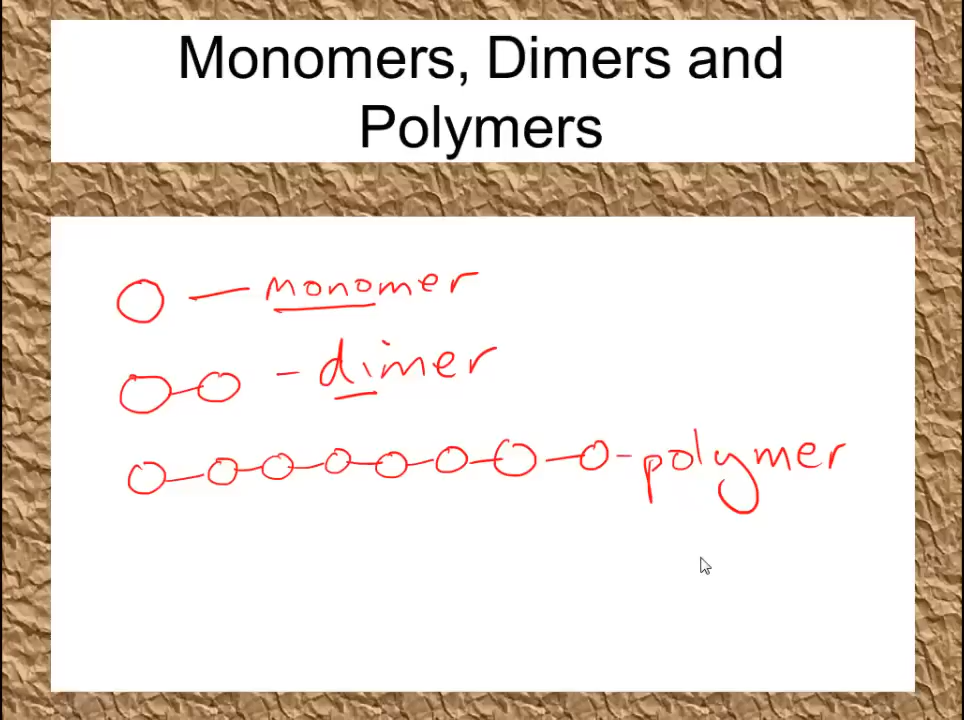 Monomers, Dimers and
Polymers
— monomer
- dimer
- polymer